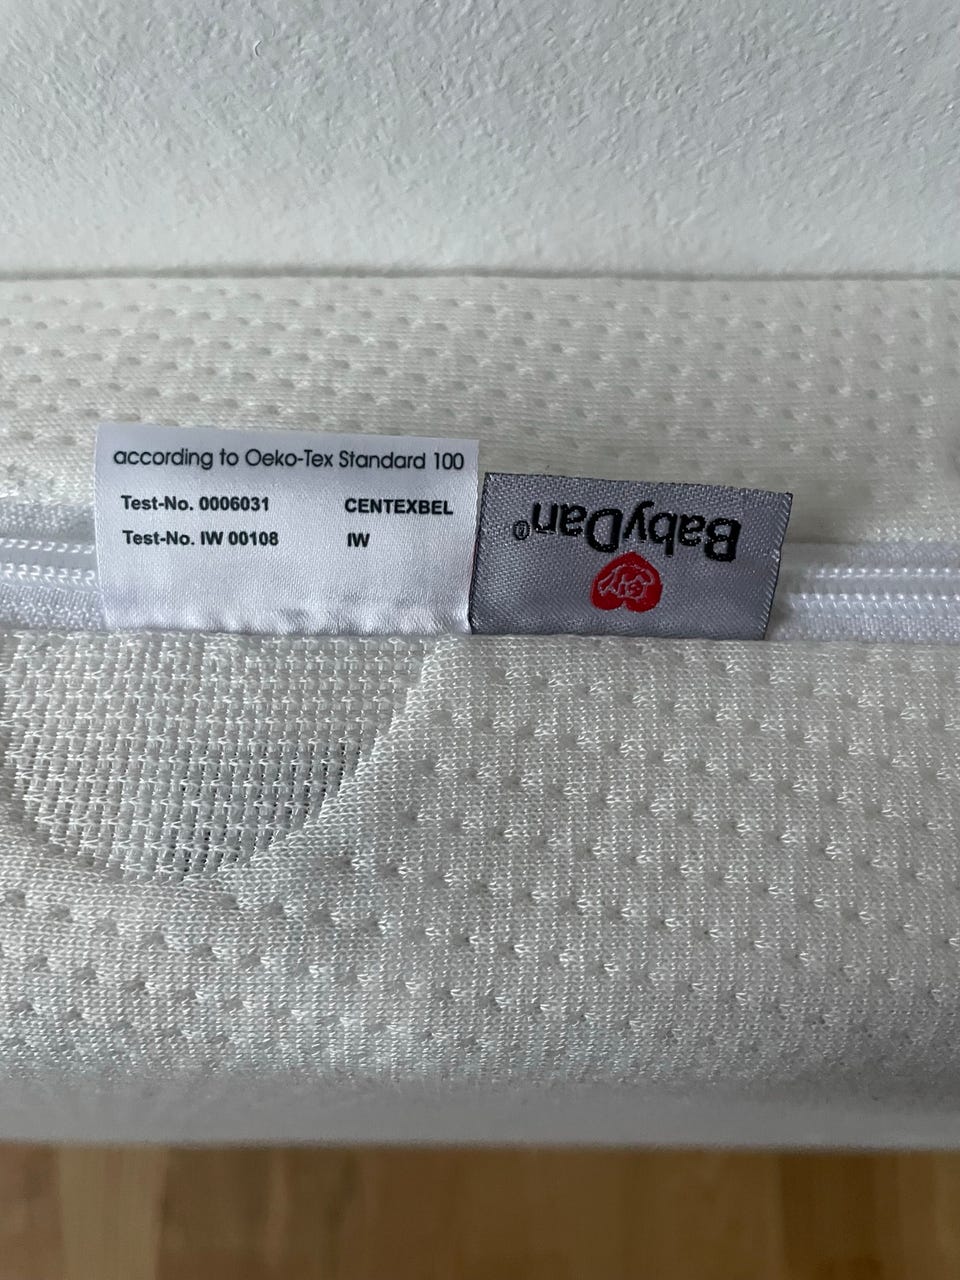 according to Oeko-Tex Standard 100
Test-No. 0006031 CENTEXBEL
Test-No. IW 00108 IW
BabyDan®